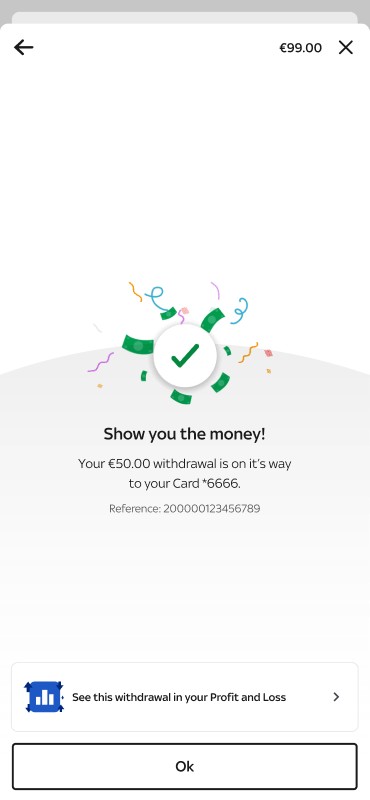 €99.00
Show you the money!
Your €50.00 withdrawal is on it's way
to your Card *6666.
Reference: 200000123456789
See this withdrawal in your Profit and Loss
Ok